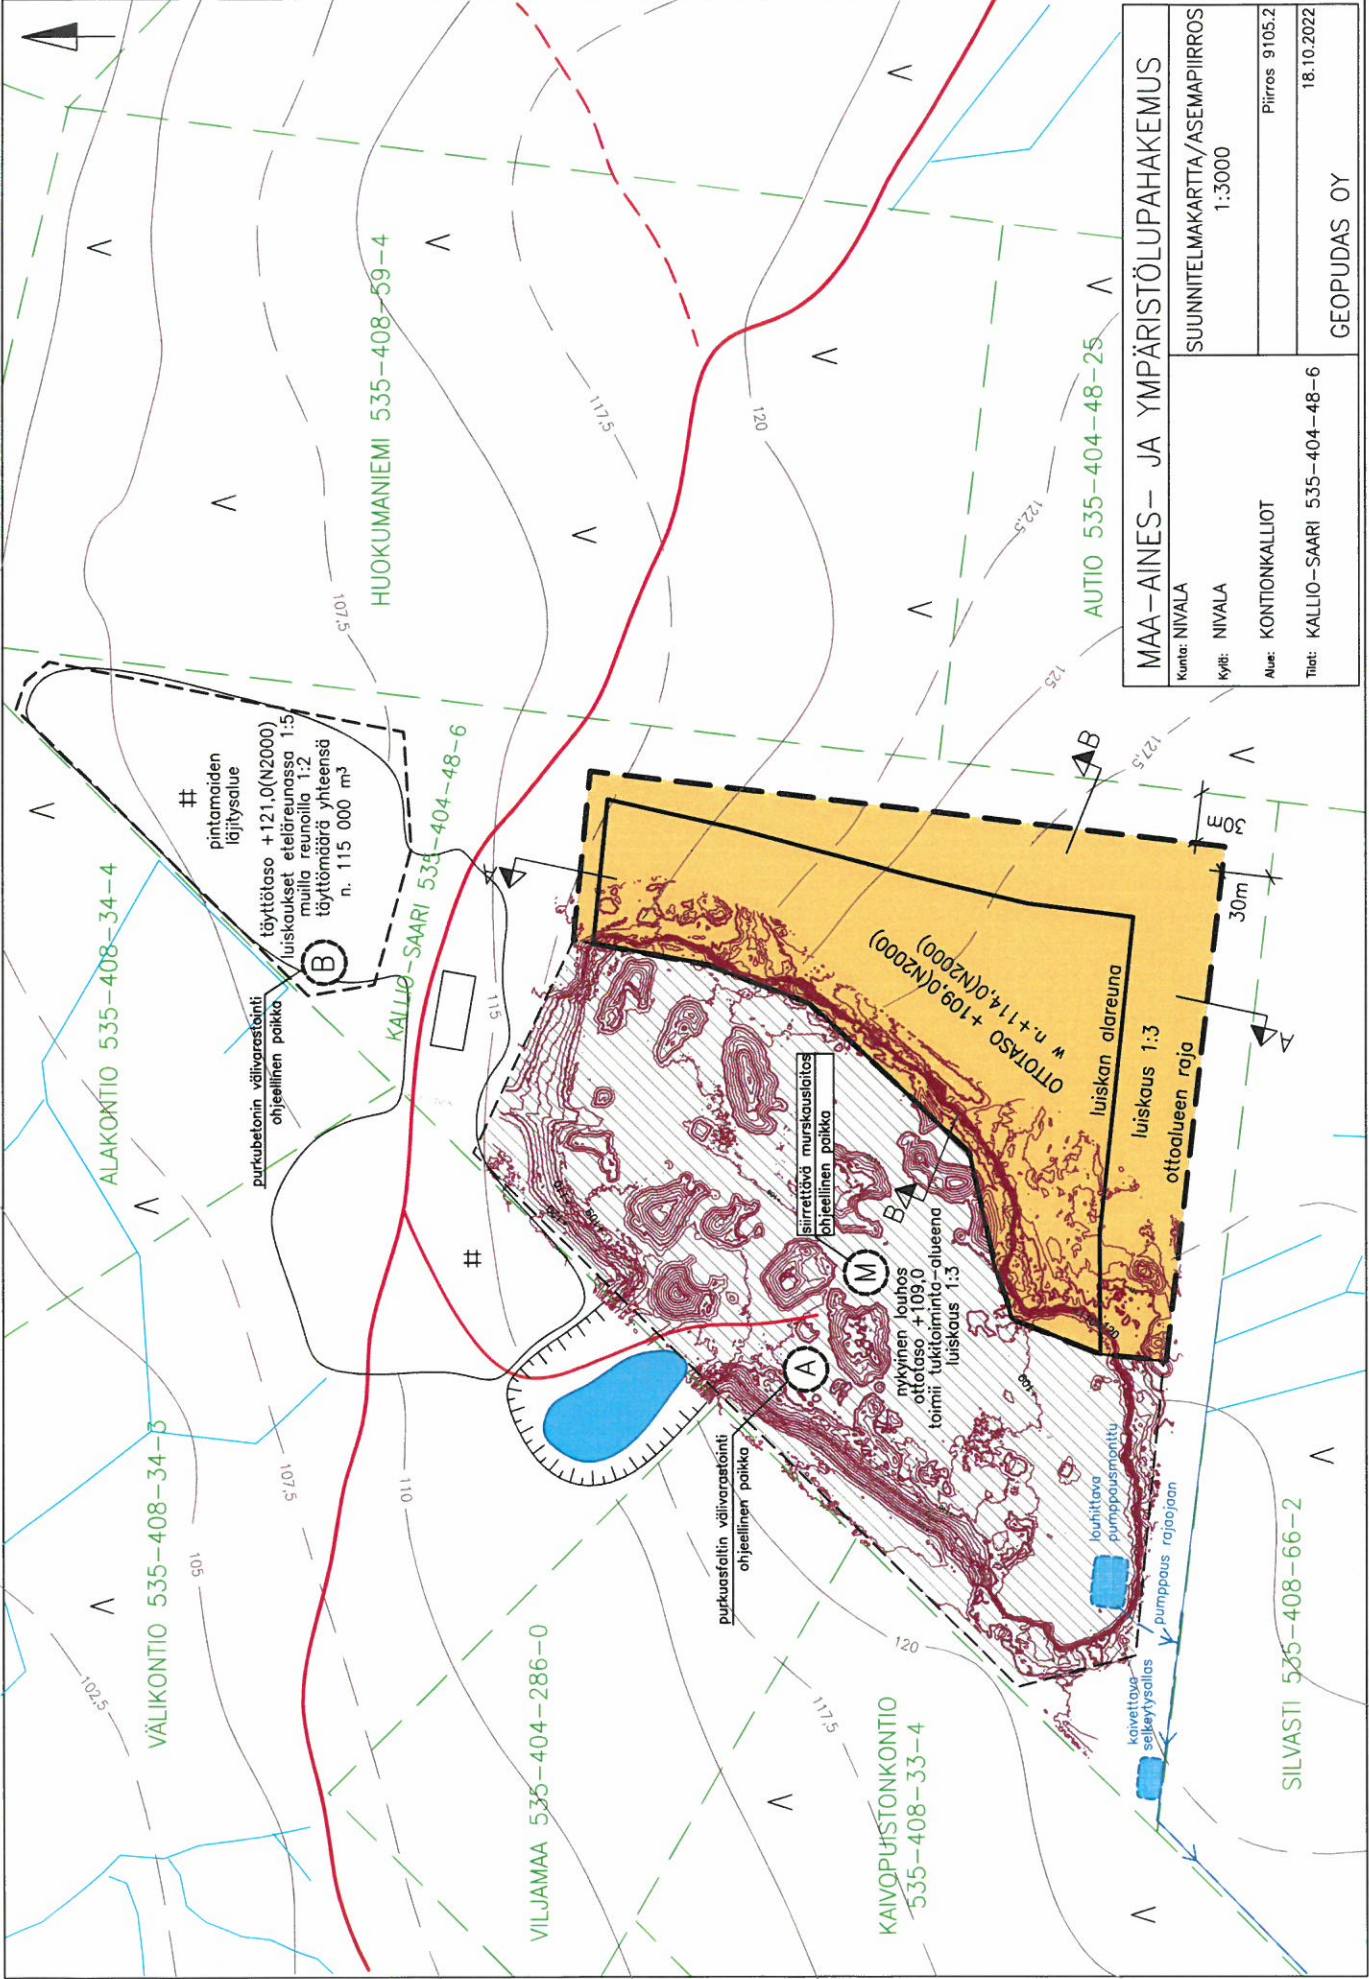 MAA-AINES- JA YMPÄRISTÖLUPAHAKEMUS
Kunta: NIVALA
Kylä: NIVALA
Alue: KONTIONKALLIOT
Tilat: KALLIO-SAARI 535-404-48-6
SUUNNITELMAKARTTA/ASEMAPIIRROS
1:3000
Piirros 9105.2
18.10.2022
GEOPUDAS OY
VÄLIKONTIO 535-408-34-3
ALAKONTIO 535-408-34-4
HUOKUMANIEMI 535-408-59-4
KALLIO-SAARI 535-404-48-6
VILJAMAA 535-404-286-0
KAIVOPUISTONKONTIO
535-408-33-4
AUTIO 535-404-48-25
SILVASTI 535-408-66-2
pintamaiden
läjitysalue
täyttötaso +121,0(N2000)
luiskaukset eteläreunassa 1:5
muilla reunoilla 1:2
täyttömäärä yhteensä
n. 115 000 m³
B
purkubetonin välivarastointi
ohjeellinen paikka
siirrettävä murskauslaitos
ohjeellinen paikka
M
nykyinen louhos
ottotaso +109,0
toimii tukitoiminto-alueena
luiskaus 1:3
A
purkuasfaltin välivarastointi
ohjeellinen paikka
OTTOTASO +109,0(N2000)
w n.+114,0(N2000)
luiskan alareuna
luiskaus 1:3
ottoalueen raja
louhittava
pumppausmonttu
pumppaus rajaojaan
kaivettava
selkeytysallas
30m
30m
A
A
B
B
102,5
105
107,5
107,5
110
115
117,5
117,5
120
120
122,5
125
127,5